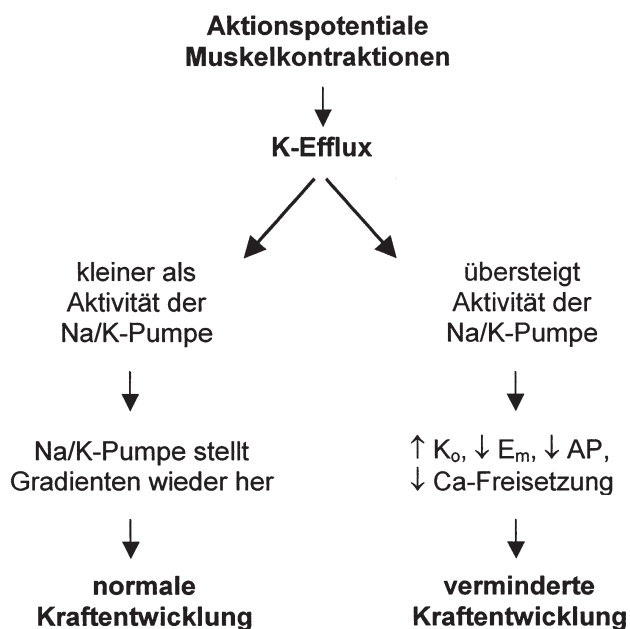 Aktionspotentiale
Muskelkontraktionen
K-Efflux
kleiner als
Aktivität der
Na/K-Pumpe
Na/K-Pumpe stellt
Gradienten wieder her
normale
Kraftentwicklung
übersteigt
Aktivität der
Na/K-Pumpe
↑ Kₒ, ↓ Eₘ, ↓ AP,
↓ Ca-Freisetzung
verminderte
Kraftentwicklung